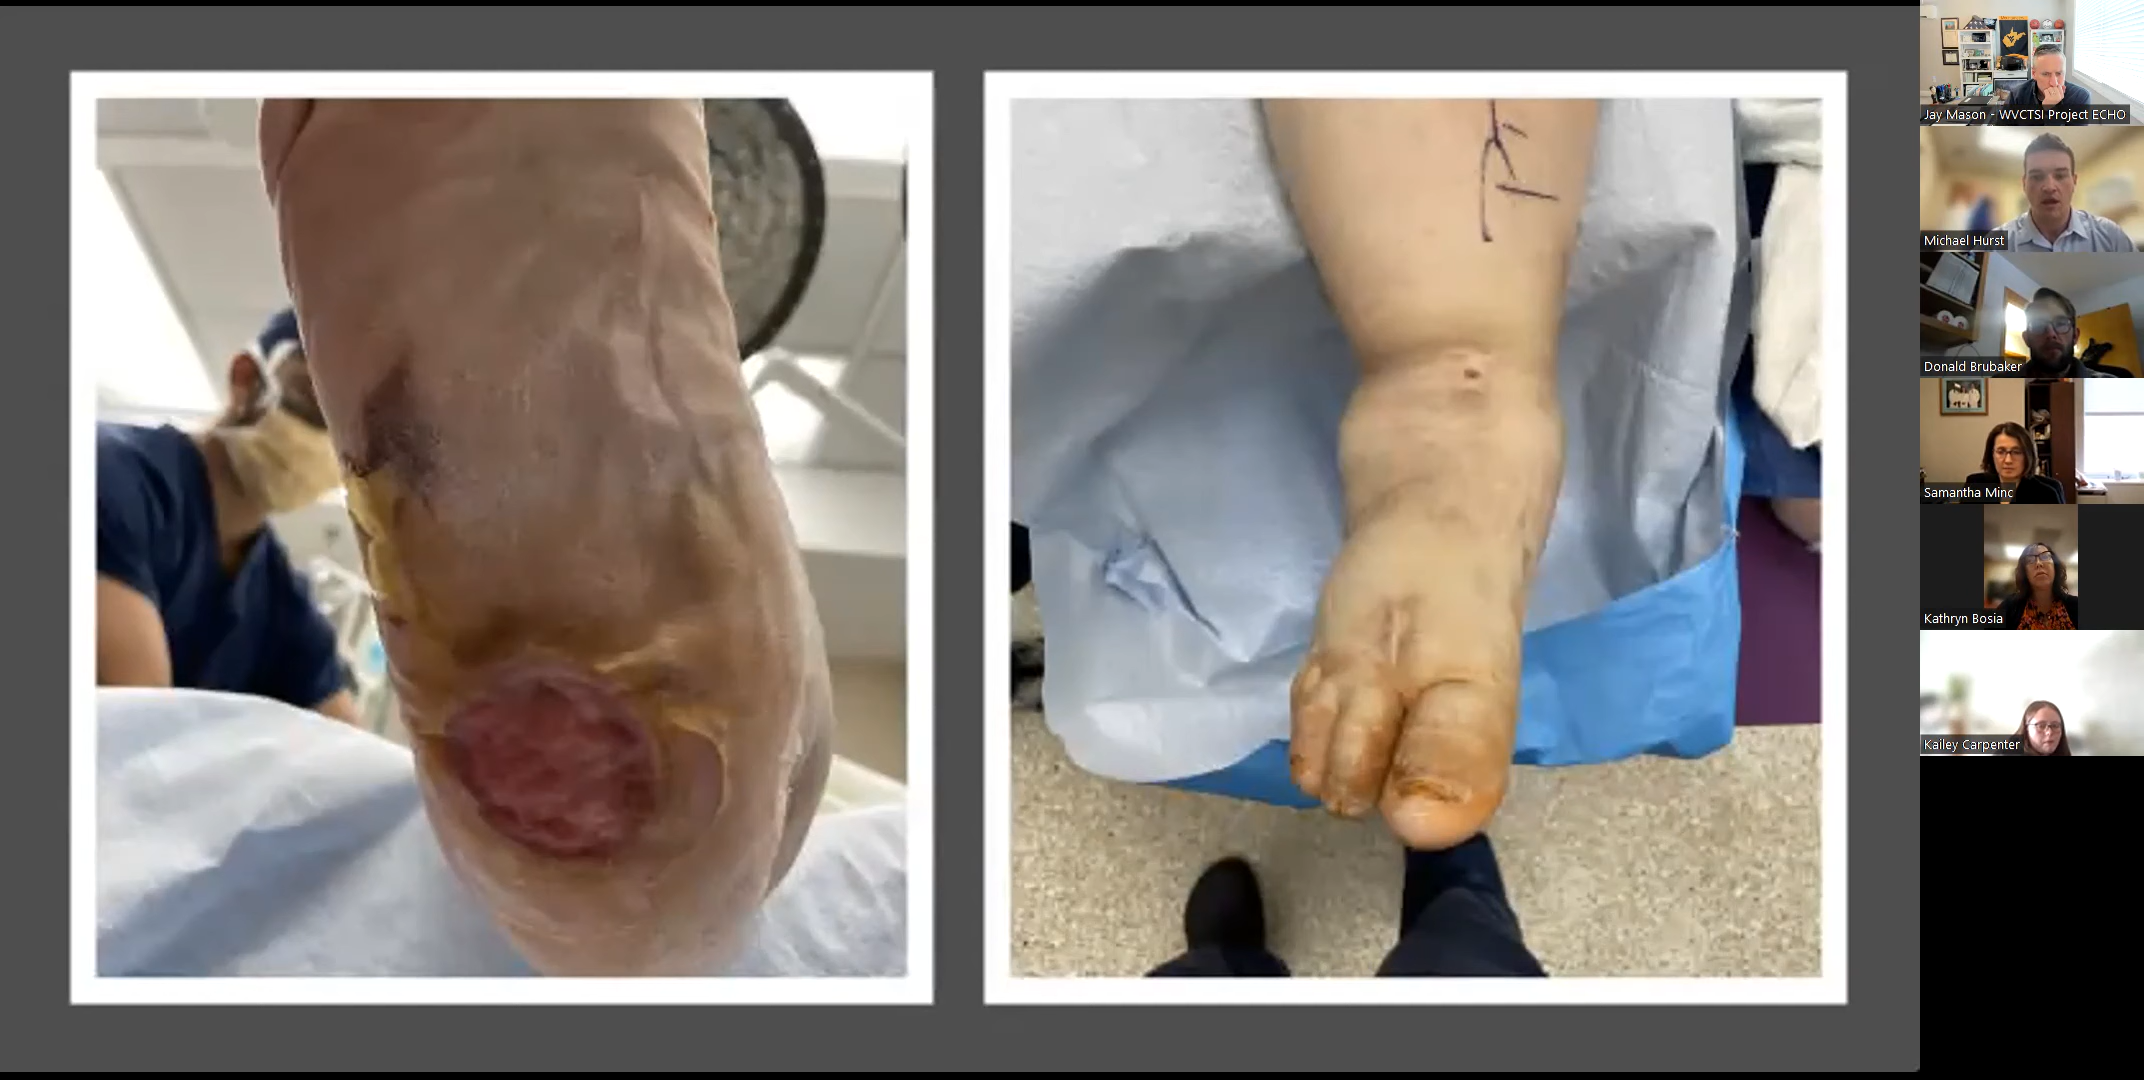 Jay Mason - WVCTSI Project ECHO
Michael Hurst
Donald Brubaker
Samantha Minc
Kathryn Bosia
Kailey Carpenter